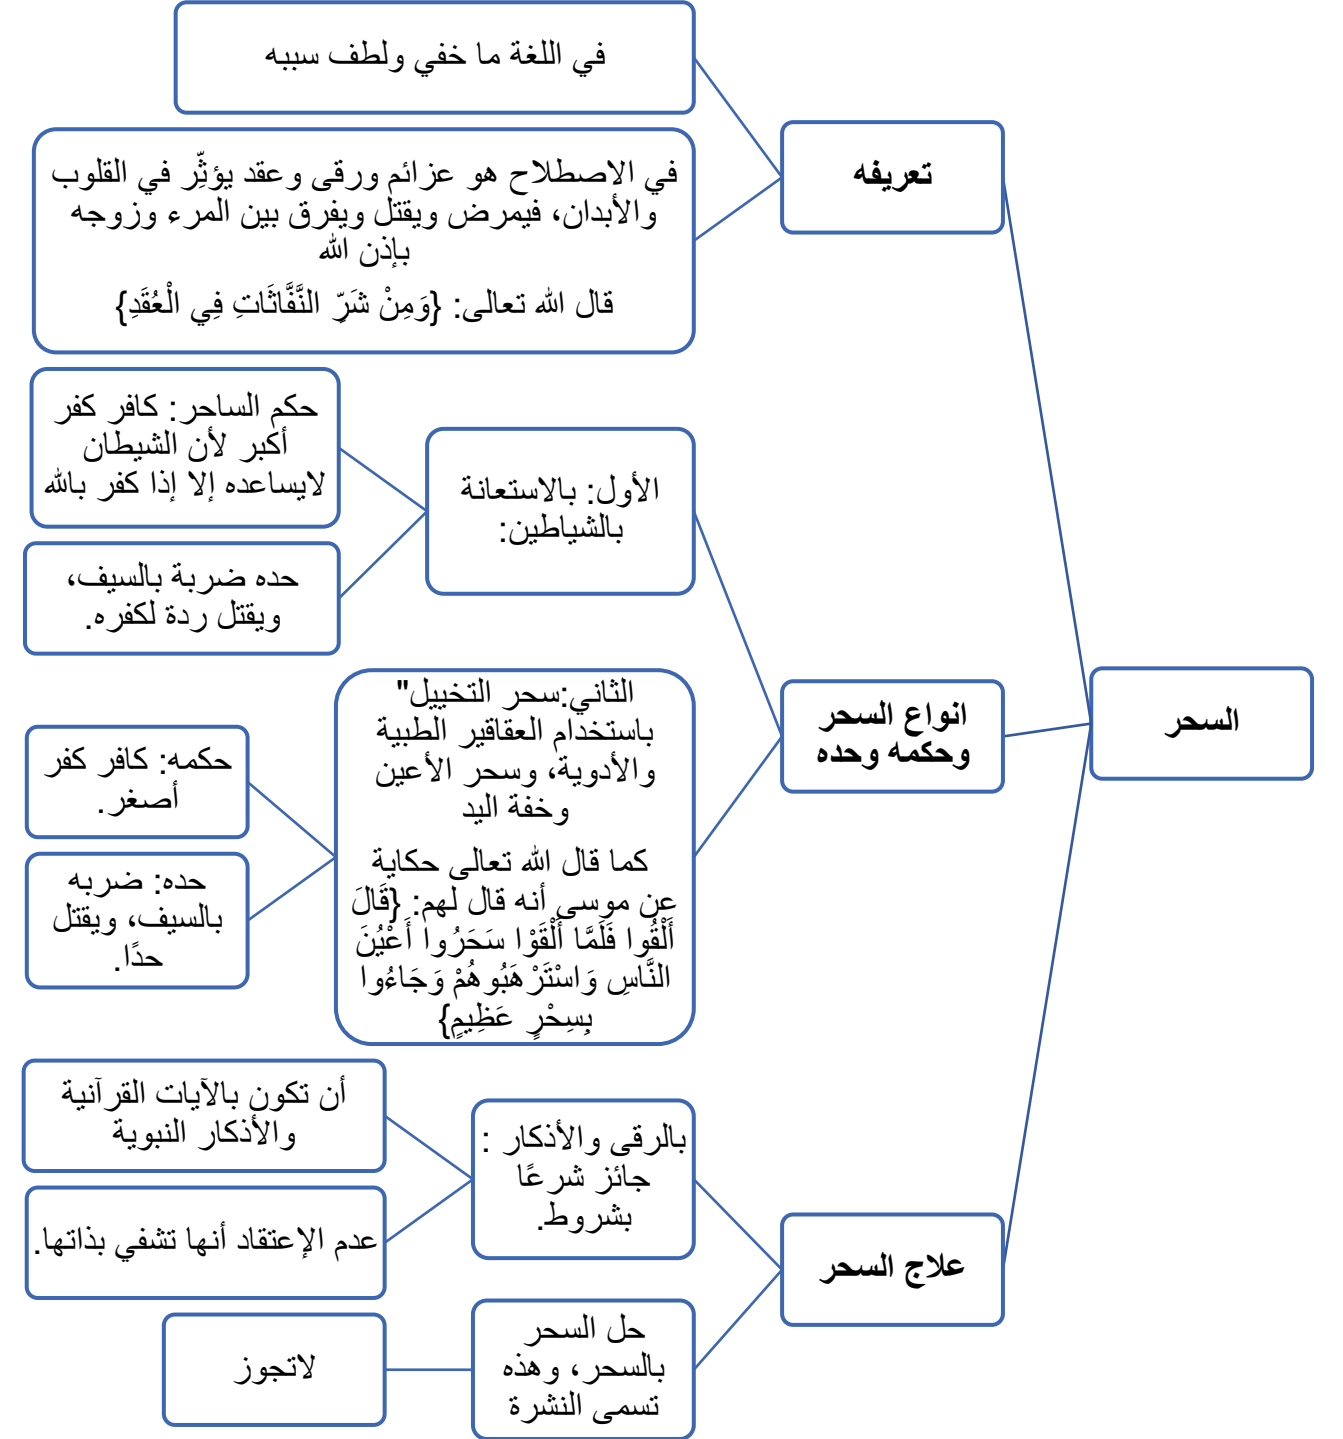 السحر
تعريفه
في اللغة ما خفي ولطف سببه
في الاصطلاح هو عزائم ورقى وعقد يؤثِّر في القلوب
والأبدان، فيمرض ويقتل ويفرق بين المرء وزوجه
بإذن الله
قال الله تعالى: {وَمِنْ شَرِّ النَّفَّاثَاتِ فِي الْعُقَدِ}
انواع السحر
وحكمه وحده
الأول: بالاستعانة
بالشياطين:
حكم الساحر: كافر كفر
أكبر لأن الشيطان
لايساعده إلا إذا كفر بالله
حده ضربة بالسيف،
ويقتل ردة لكفره.
الثاني:سحر التخييل"
باستخدام العقاقير الطبية
والأدوية، وسحر الأعين
وخفة اليد
كما قال الله تعالى حكاية
عن موسى أنه قال لهم: {قَالَ
أَلْقُوا فَلَمَّا أَلْقَوْا سَحَرُوا أَعْيُنَ
النَّاسِ وَاسْتَرْهَبُوهُمْ وَجَاءُوا
بِسِحْرٍ عَظِيمٍ}
حكمه: كافر كفر
أصغر.
حده: ضربه
بالسيف، ويقتل
حدًا.
علاج السحر
بالرقى والأذكار :
جائز شرعًا
بشروط.
أن تكون بالآيات القرآنية
والأذكار النبوية
عدم الإعتقاد أنها تشفي بذاتها.
حل السحر
بالسحر، وهذه
تسمى النشرة
لاتجوز